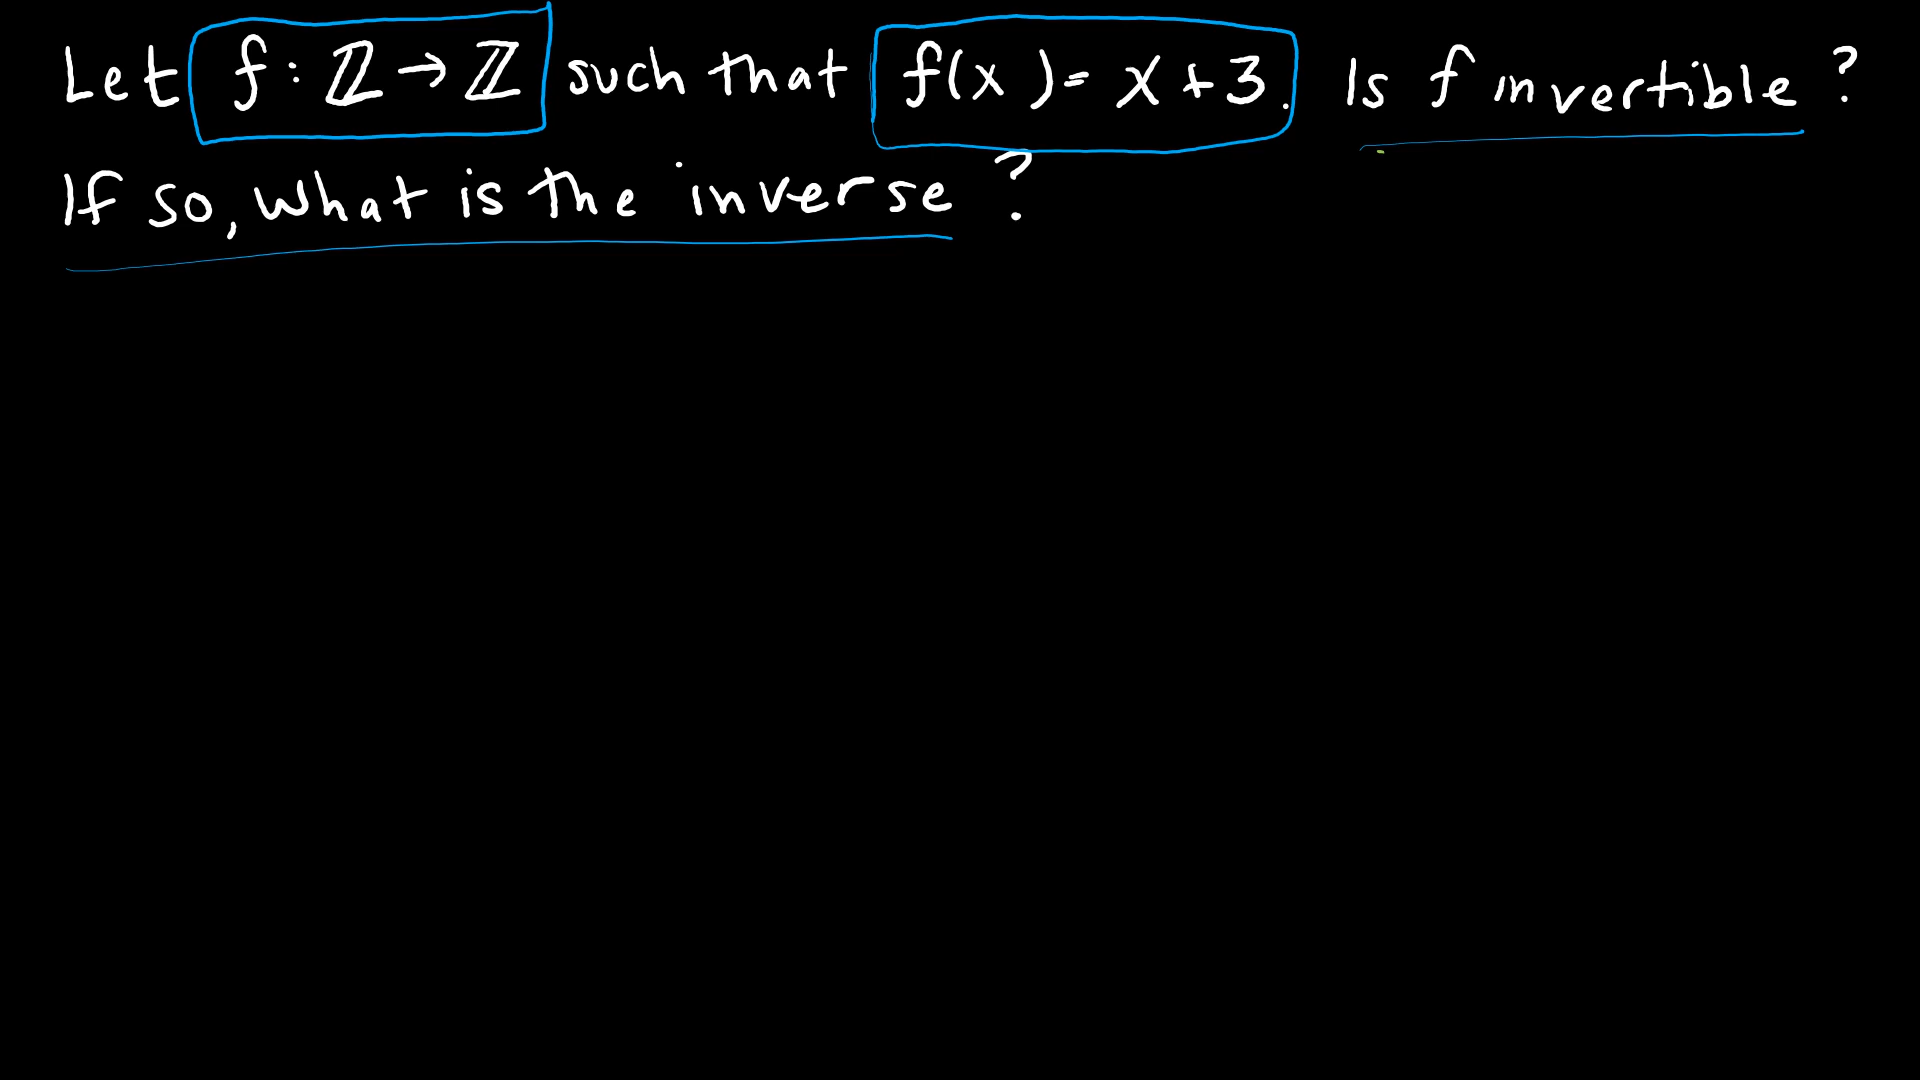 Let f: ℤ → ℤ such that f(x) = x + 3. Is f invertible?
If so, what is the inverse?